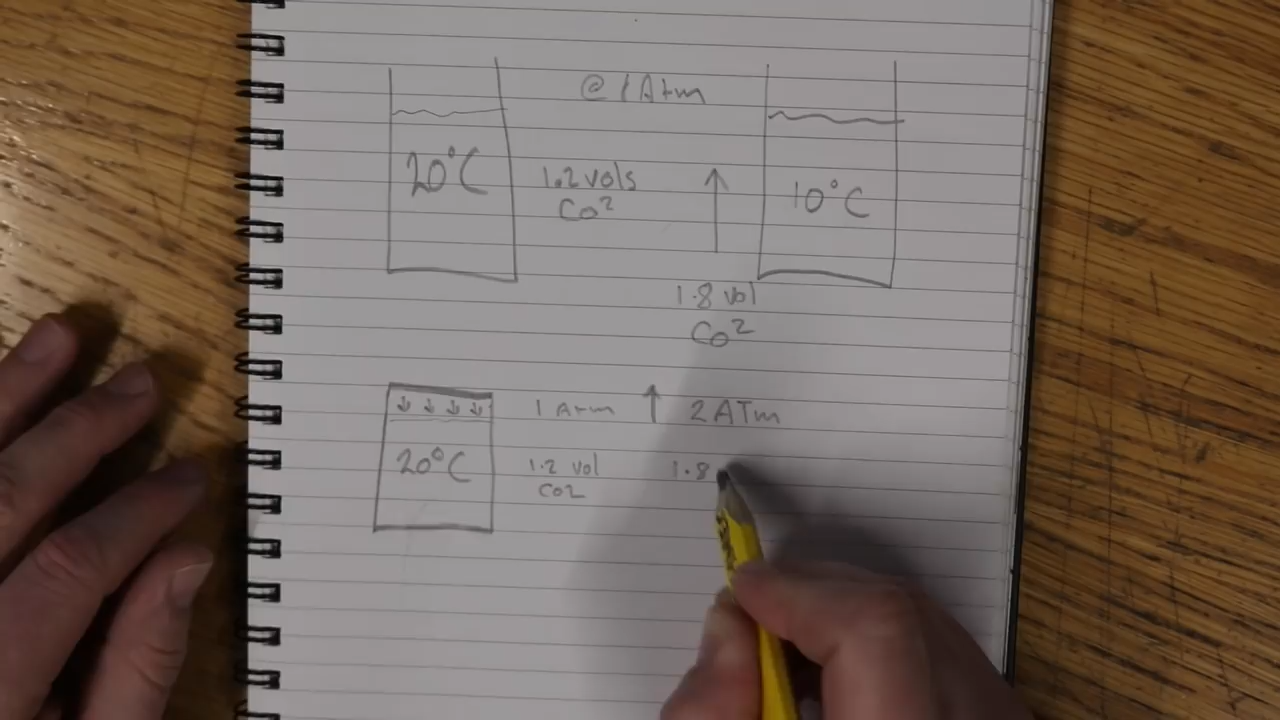 @ 1 Atm
20°C
1.2 vols
Co²
10°C
1.8 vol
Co²
1 Atm
2 ATm
20°C
1.2 vol
CO2
1.8